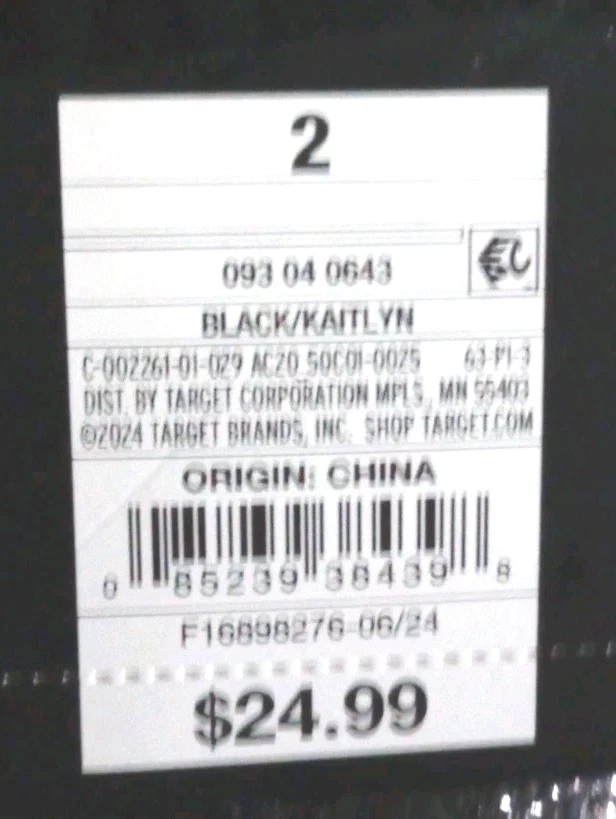 2
093 04 0643
BLACK/KAITLYN
C-002261-01-029 AC20 50C01-0025 63-P1-3
DIST. BY TARGET CORPORATION MPLS, MN 55403
©2024 TARGET BRANDS, INC. SHOP TARGET.COM
ORIGIN: CHINA
85239 38439 8
F16898276-06/24
$24.99